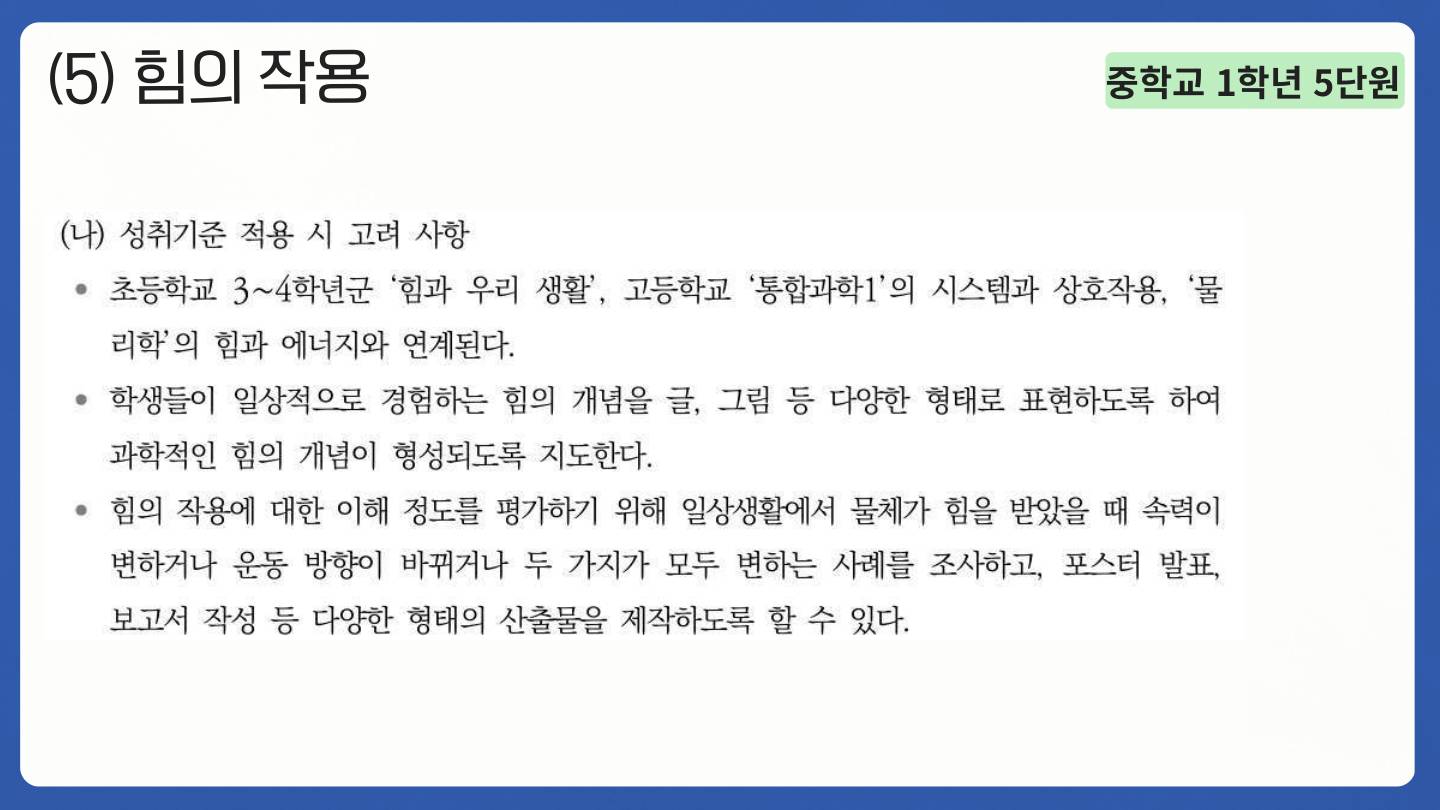 (5) 힘의 작용
중학교 1학년 5단원
(나) 성취기준 적용 시 고려 사항
• 초등학교 3~4학년군 ‘힘과 우리 생활’, 고등학교 ‘통합과학1’의 시스템과 상호작용, ‘물
리학’의 힘과 에너지와 연계된다.
• 학생들이 일상적으로 경험하는 힘의 개념을 글, 그림 등 다양한 형태로 표현하도록 하여
과학적인 힘의 개념이 형성되도록 지도한다.
• 힘의 작용에 대한 이해 정도를 평가하기 위해 일상생활에서 물체가 힘을 받았을 때 속력이
변하거나 운동 방향이 바뀌거나 두 가지가 모두 변하는 사례를 조사하고, 포스터 발표,
보고서 작성 등 다양한 형태의 산출물을 제작하도록 할 수 있다.